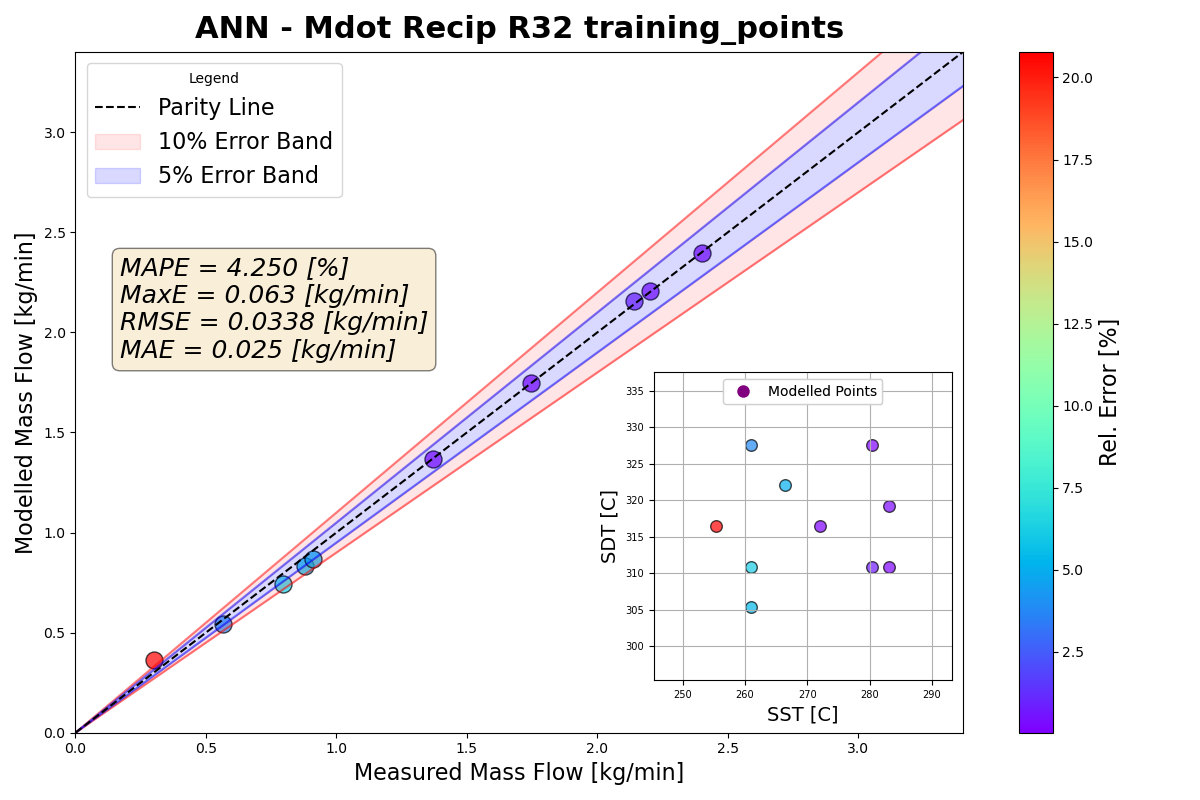 ANN - Mdot Recip R32 training_points
Legend
Parity Line
10% Error Band
5% Error Band
MAPE = 4.250 [%]
MaxE = 0.063 [kg/min]
RMSE = 0.0338 [kg/min]
MAE = 0.025 [kg/min]
Modelled Mass Flow [kg/min]
3.0
2.5
2.0
1.5
1.0
0.5
0.0
0.0 0.5 1.0 1.5 2.0 2.5 3.0
Measured Mass Flow [kg/min]
Modelled Points
SDT [C]
335
330
325
320
315
310
305
300
250 260 270 280 290
SST [C]
20.0
17.5
15.0
12.5
10.0
7.5
5.0
2.5
Rel. Error [%]